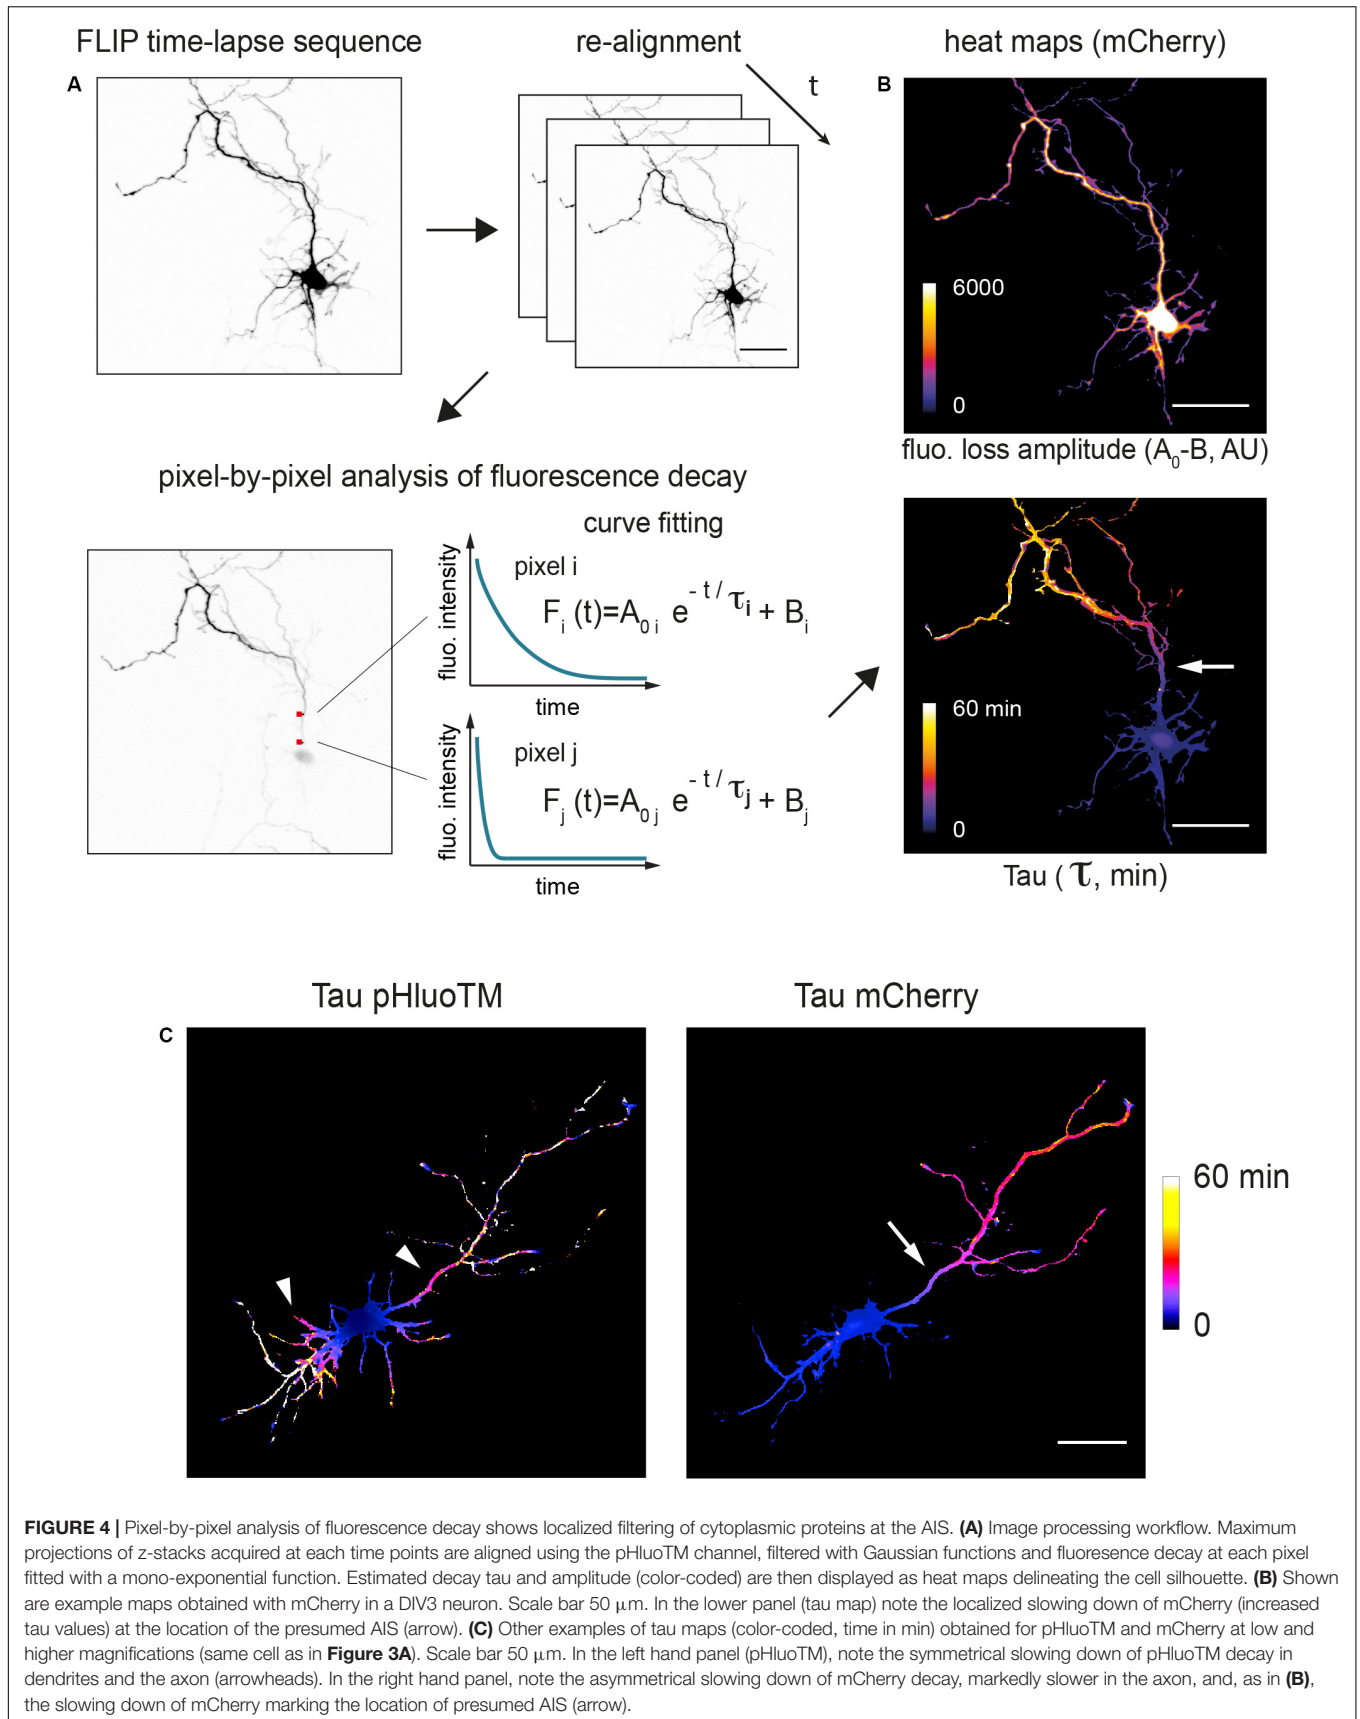 FLIP time-lapse sequence
re-alignment
heat maps (mCherry)
A
t
B
6000
0
fluo. loss amplitude (A0-B, AU)
pixel-by-pixel analysis of fluorescence decay
curve fitting
fluo. intensity
pixel i
Fi (t)=A0 i e-t/τi + Bi
time
fluo. intensity
pixel j
Fj (t)=A0 j e-t/τj + Bj
time
60 min
0
Tau (τ, min)
Tau pHluoTM
Tau mCherry
C
60 min
0
FIGURE 4 | Pixel-by-pixel analysis of fluorescence decay shows localized filtering of cytoplasmic proteins at the AIS. (A) Image processing workflow. Maximum
projections of z-stacks acquired at each time points are aligned using the pHluoTM channel, filtered with Gaussian functions and fluoresence decay at each pixel
fitted with a mono-exponential function. Estimated decay tau and amplitude (color-coded) are then displayed as heat maps delineating the cell silhouette. (B) Shown
are example maps obtained with mCherry in a DIV3 neuron. Scale bar 50 μm. In the lower panel (tau map) note the localized slowing down of mCherry (increased
tau values) at the location of the presumed AIS (arrow). (C) Other examples of tau maps (color-coded, time in min) obtained for pHluoTM and mCherry at low and
higher magnifications (same cell as in Figure 3A). Scale bar 50 μm. In the left hand panel (pHluoTM), note the symmetrical slowing down of pHluoTM decay in
dendrites and the axon (arrowheads). In the right hand panel, note the asymmetrical slowing down of mCherry decay, markedly slower in the axon, and, as in (B),
the slowing down of mCherry marking the location of presumed AIS (arrow).